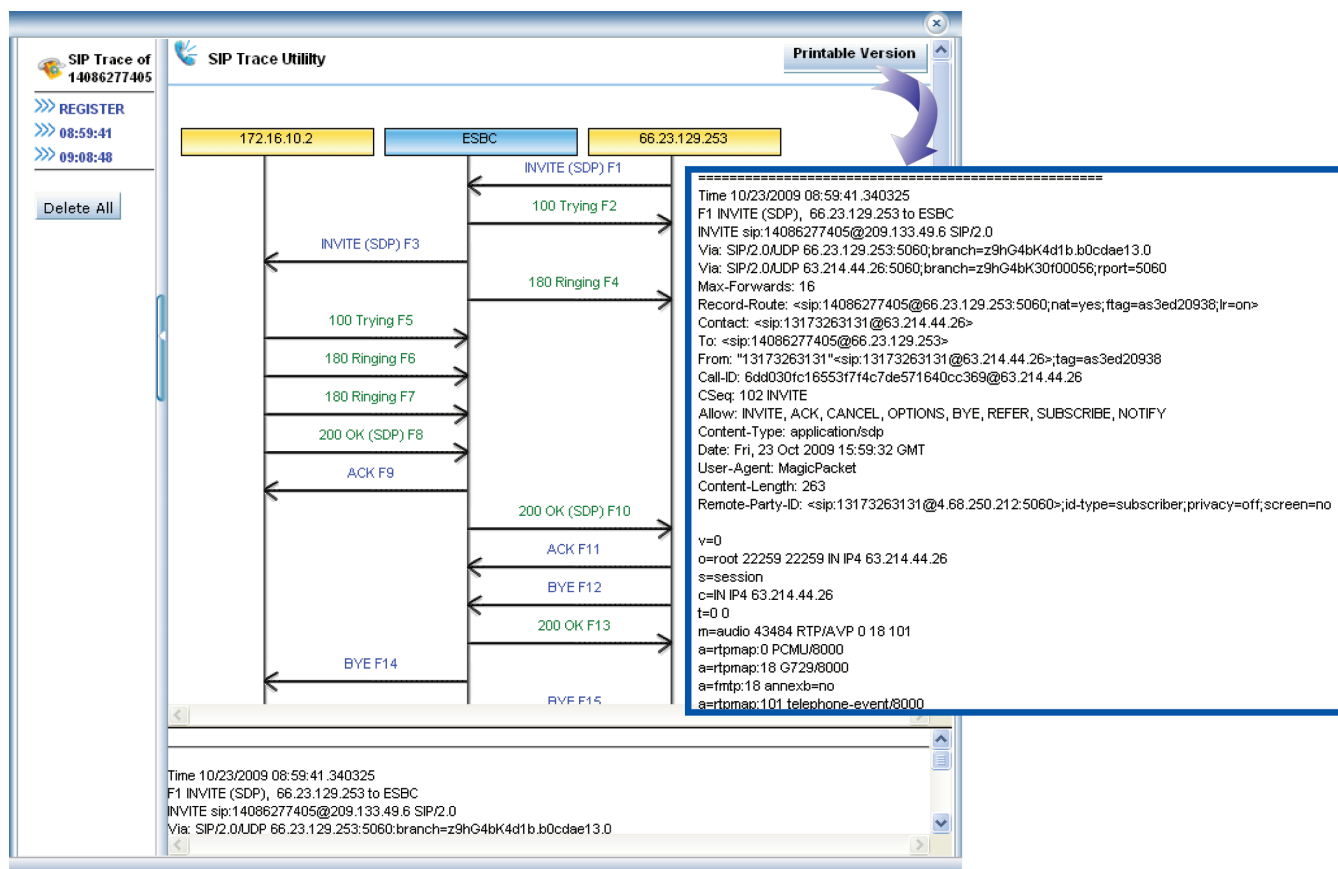 SIP Trace of
14086277405
REGISTER
08:59:41
09:08:48
Delete All
SIP Trace Utililty
Printable Version
172.16.10.2
ESBC
66.23.129.253
INVITE (SDP) F1
100 Trying F2
INVITE (SDP) F3
180 Ringing F4
100 Trying F5
180 Ringing F6
180 Ringing F7
200 OK (SDP) F8
ACK F9
200 OK (SDP) F10
ACK F11
BYE F12
200 OK F13
BYE F14
BYE F15
====================================================
Time 10/23/2009 08:59:41.340325
F1 INVITE (SDP), 66.23.129.253 to ESBC
INVITE sip:14086277405@209.133.49.6 SIP/2.0
Via: SIP/2.0/UDP 66.23.129.253:5060;branch=z9hG4bK4d1b.b0cdae13.0
Via: SIP/2.0/UDP 63.214.44.26:5060;branch=z9hG4bK30f00056;rport=5060
Max-Forwards: 16
Record-Route: <sip:14086277405@66.23.129.253:5060;nat=yes;ftag=as3ed20938;lr=on>
Contact: <sip:13173263131@63.214.44.26>
To: <sip:14086277405@66.23.129.253>
From: "13173263131"<sip:13173263131@63.214.44.26>;tag=as3ed20938
Call-ID: 6dd030fc16553f7f4c7de571640cc369@63.214.44.26
CSeq: 102 INVITE
Allow: INVITE, ACK, CANCEL, OPTIONS, BYE, REFER, SUBSCRIBE, NOTIFY
Content-Type: application/sdp
Date: Fri, 23 Oct 2009 15:59:32 GMT
User-Agent: MagicPacket
Content-Length: 263
Remote-Party-ID: <sip:13173263131@4.68.250.212:5060>;id-type=subscriber;privacy=off;screen=no
v=0
o=root 22259 22259 IN IP4 63.214.44.26
s=session
c=IN IP4 63.214.44.26
t=0 0
m=audio 43484 RTP/AVP 0 18 101
a=rtpmap:0 PCMU/8000
a=rtpmap:18 G729/8000
a=fmtp:18 annexb=no
a=rtpmap:101 telephone-event/8000
Time 10/23/2009 08:59:41.340325
F1 INVITE (SDP), 66.23.129.253 to ESBC
INVITE sip:14086277405@209.133.49.6 SIP/2.0
Via: SIP/2.0/UDP 66.23.129.253:5060;branch=z9hG4bK4d1b.b0cdae13.0